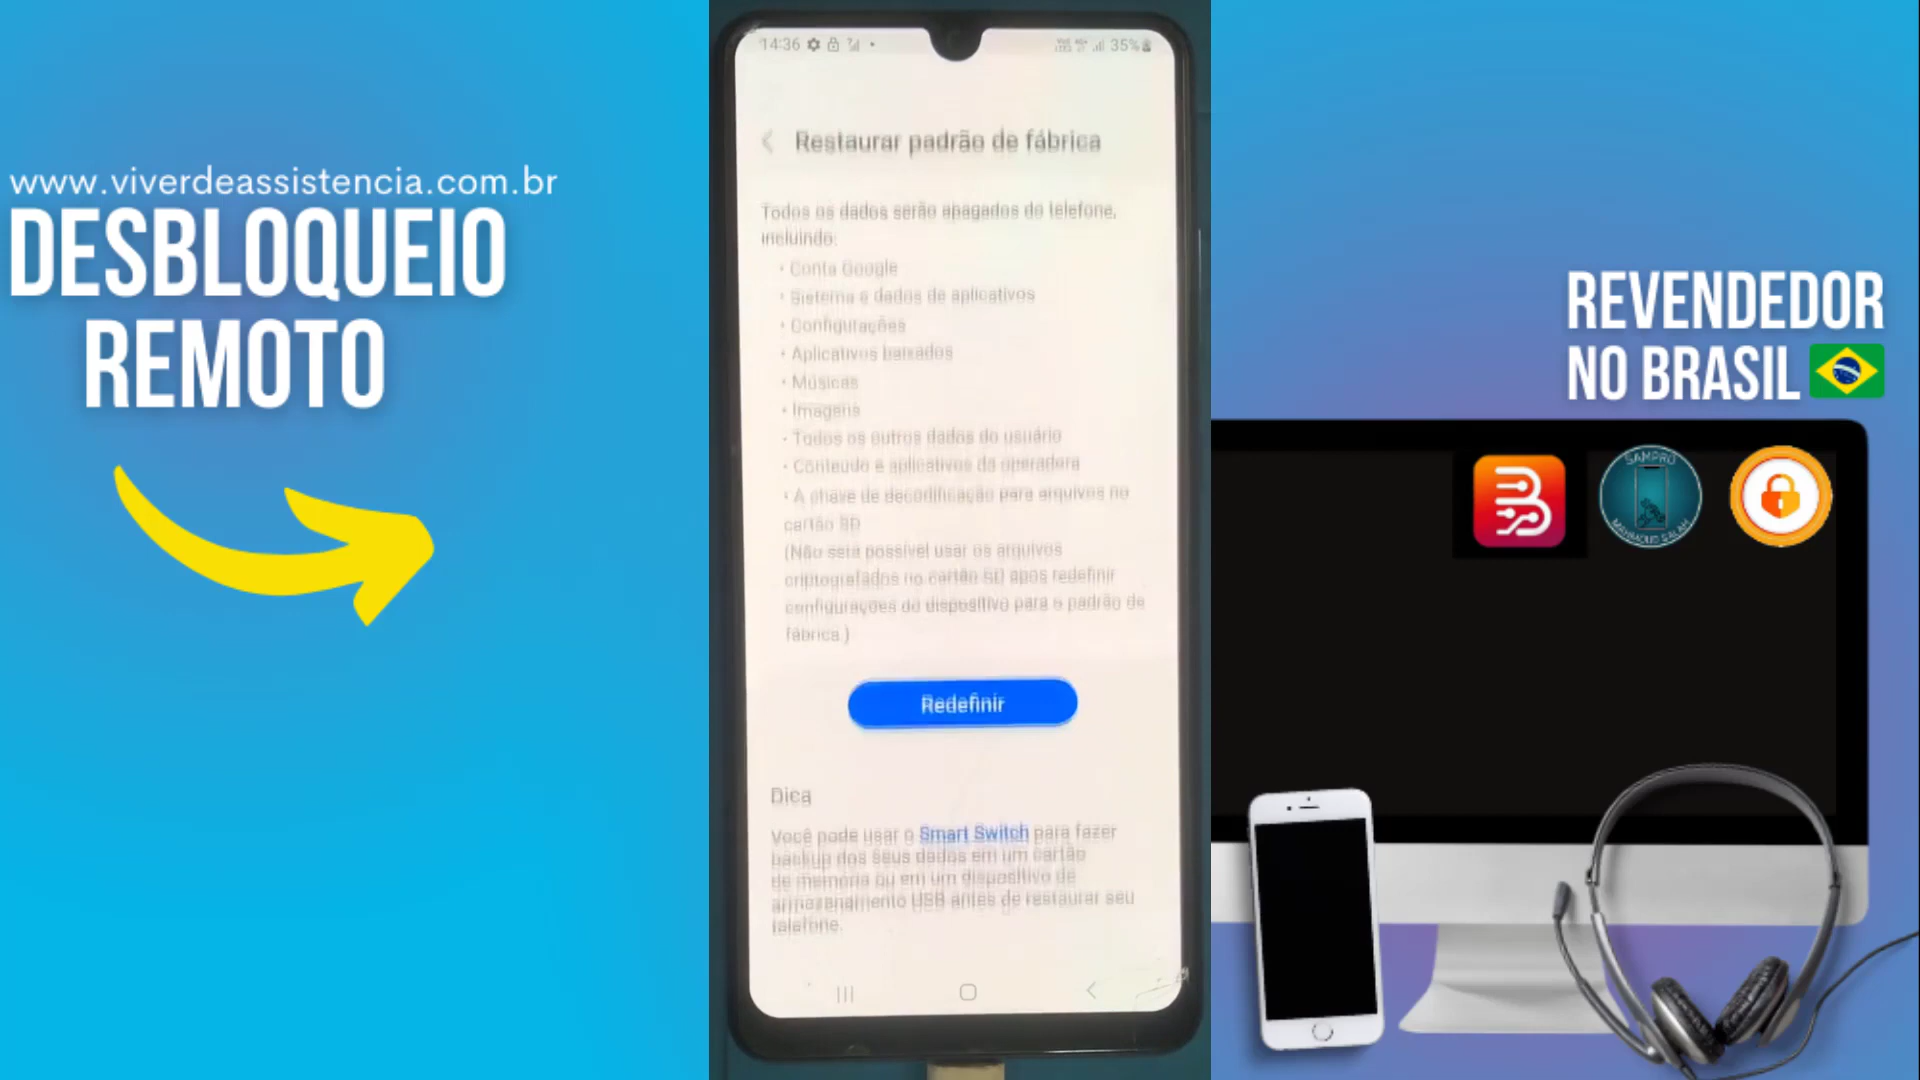 www.viverdeassistencia.com.br
DESBLOQUEIO
REMOTO
14:36
35%
Restaurar padrão de fábrica
Todos os dados serão apagados do telefone,
incluindo:
• Conta Google
• Sistema e dados de aplicativos
• Configurações
• Aplicativos baixados
• Músicas
• Imagens
• Todos os outros dados do usuário
• Conteúdo e aplicativos da operadora
• A chave de decodificação para arquivos no
cartão SD
(Não será possível usar os arquivos
criptografados no cartão SD após redefinir
configurações do dispositivo para o padrão de
fábrica.)
Redefinir
Dica
Você pode usar o Smart Switch para fazer
backup dos seus dados em um cartão
de memória ou em um dispositivo de
armazenamento USB antes de restaurar seu
telefone.
REVENDEDOR
NO BRASIL
SAMPRO
MAHMOUD SALAH